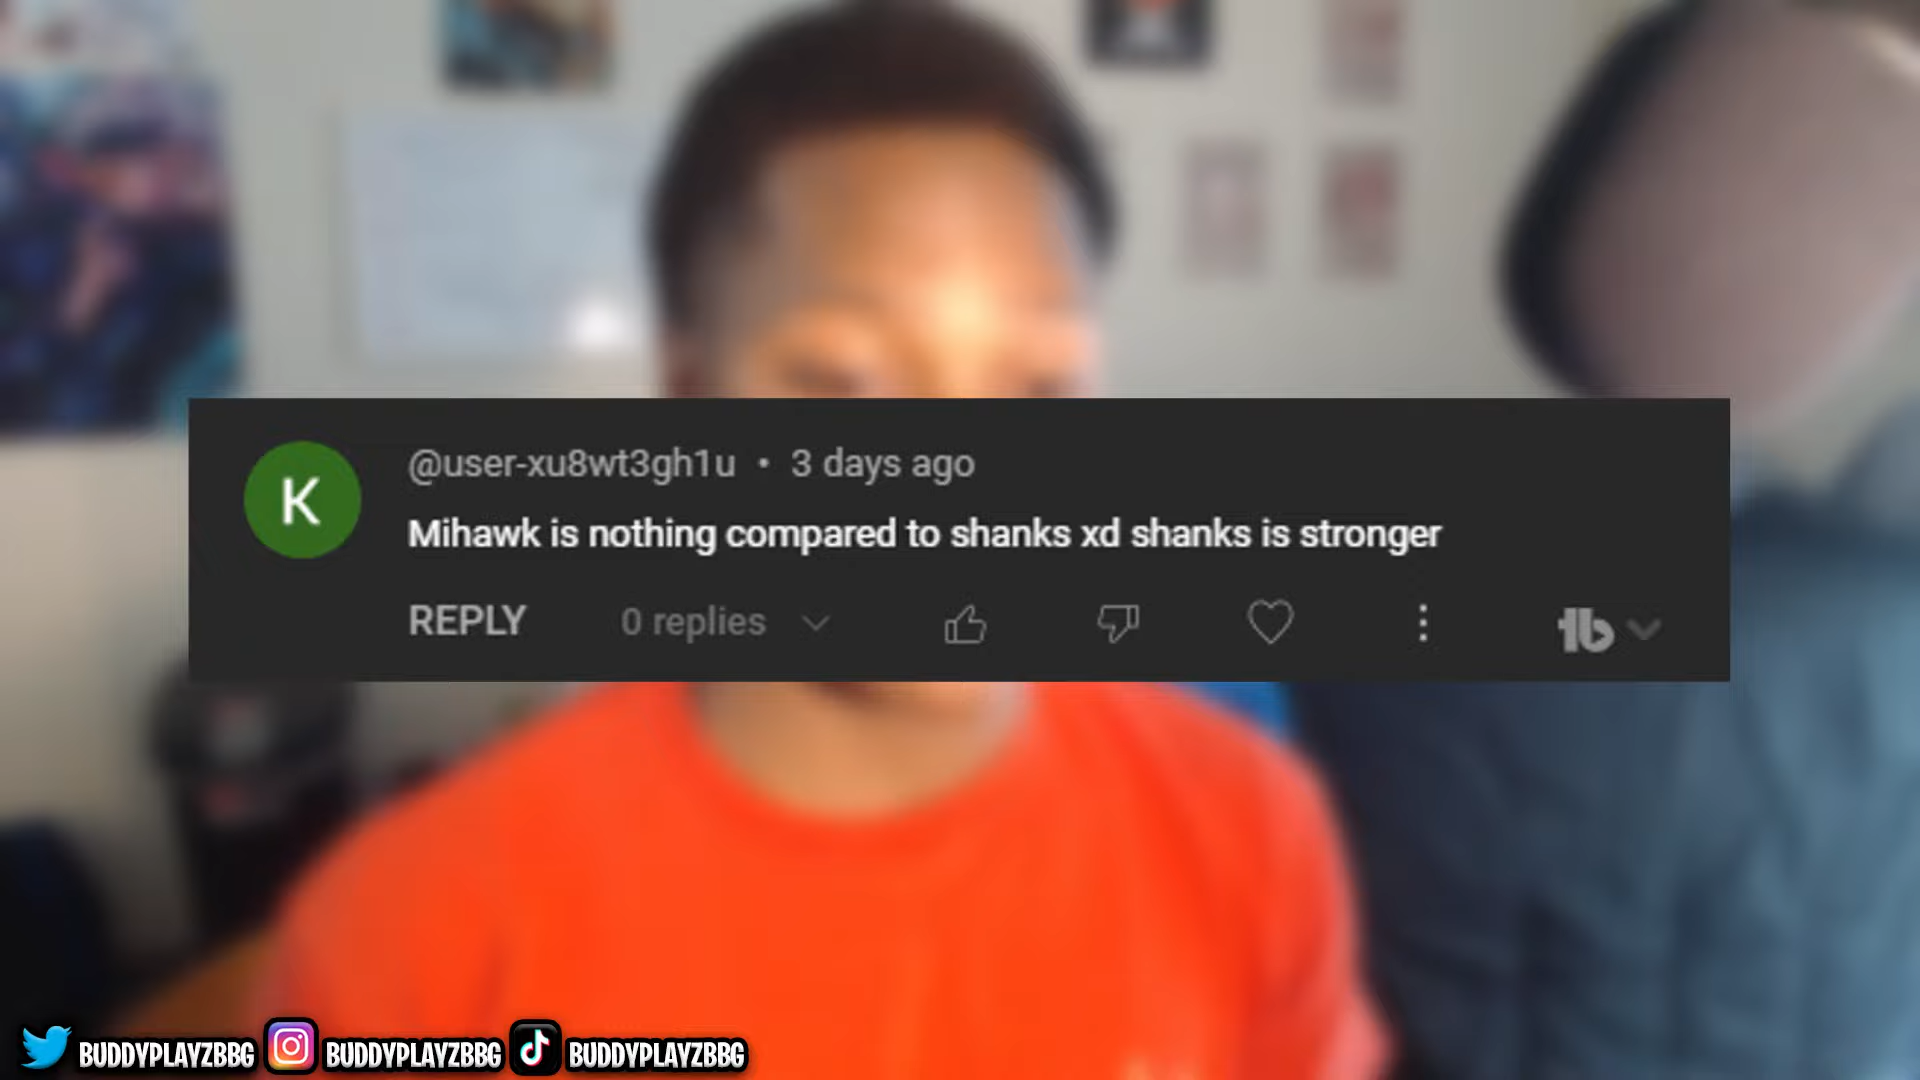 K
@user-xu8wt3gh1u • 3 days ago
Mihawk is nothing compared to shanks xd shanks is stronger
REPLY 0 replies
tb
BUDDYPLAYZBBG BUDDYPLAYZBBG BUDDYPLAYZBBG